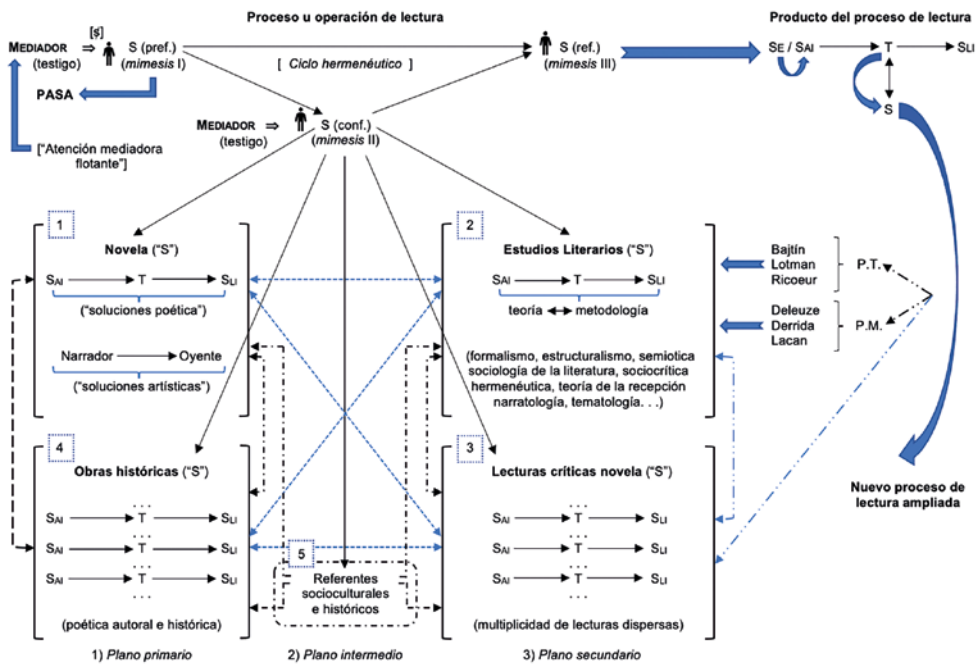 Proceso u operación de lectura
Producto del proceso de lectura
[$]
MEDIADOR ⇒ S (pref.)
(testigo) (mimesis I)
[ Ciclo hermenéutico ]
S (ref.)
(mimesis III)
SE / SAI T SLI
S
PASA
["Atención mediadora
flotante"]
MEDIADOR ⇒ S (conf.)
(testigo) (mimesis II)
1
Novela ("S")
SAI T SLI
("soluciones poética")
Narrador Oyente
("soluciones artísticas")
2
Estudios Literarios ("S")
SAI T SLI
teoría metodología
(formalismo, estructuralismo, semiotica
sociología de la literatura, sociocrítica
hermenéutica, teoría de la recepción
narratología, tematología. . .)
Bajtín
Lotman
Ricoeur
P.T.
Deleuze
Derrida
Lacan
P.M.
4
Obras históricas ("S")
. . .
SAI T SLI
. . .
SAI T SLI
. . .
SAI T SLI
. . .
(poética autoral e histórica)
5
Referentes
socioculturales
e históricos
3
Lecturas críticas novela ("S")
. . .
SAI T SLI
. . .
SAI T SLI
. . .
SAI T SLI
. . .
(multiplicidad de lecturas dispersas)
Nuevo proceso de
lectura ampliada
1) Plano primario 2) Plano intermedio 3) Plano secundario